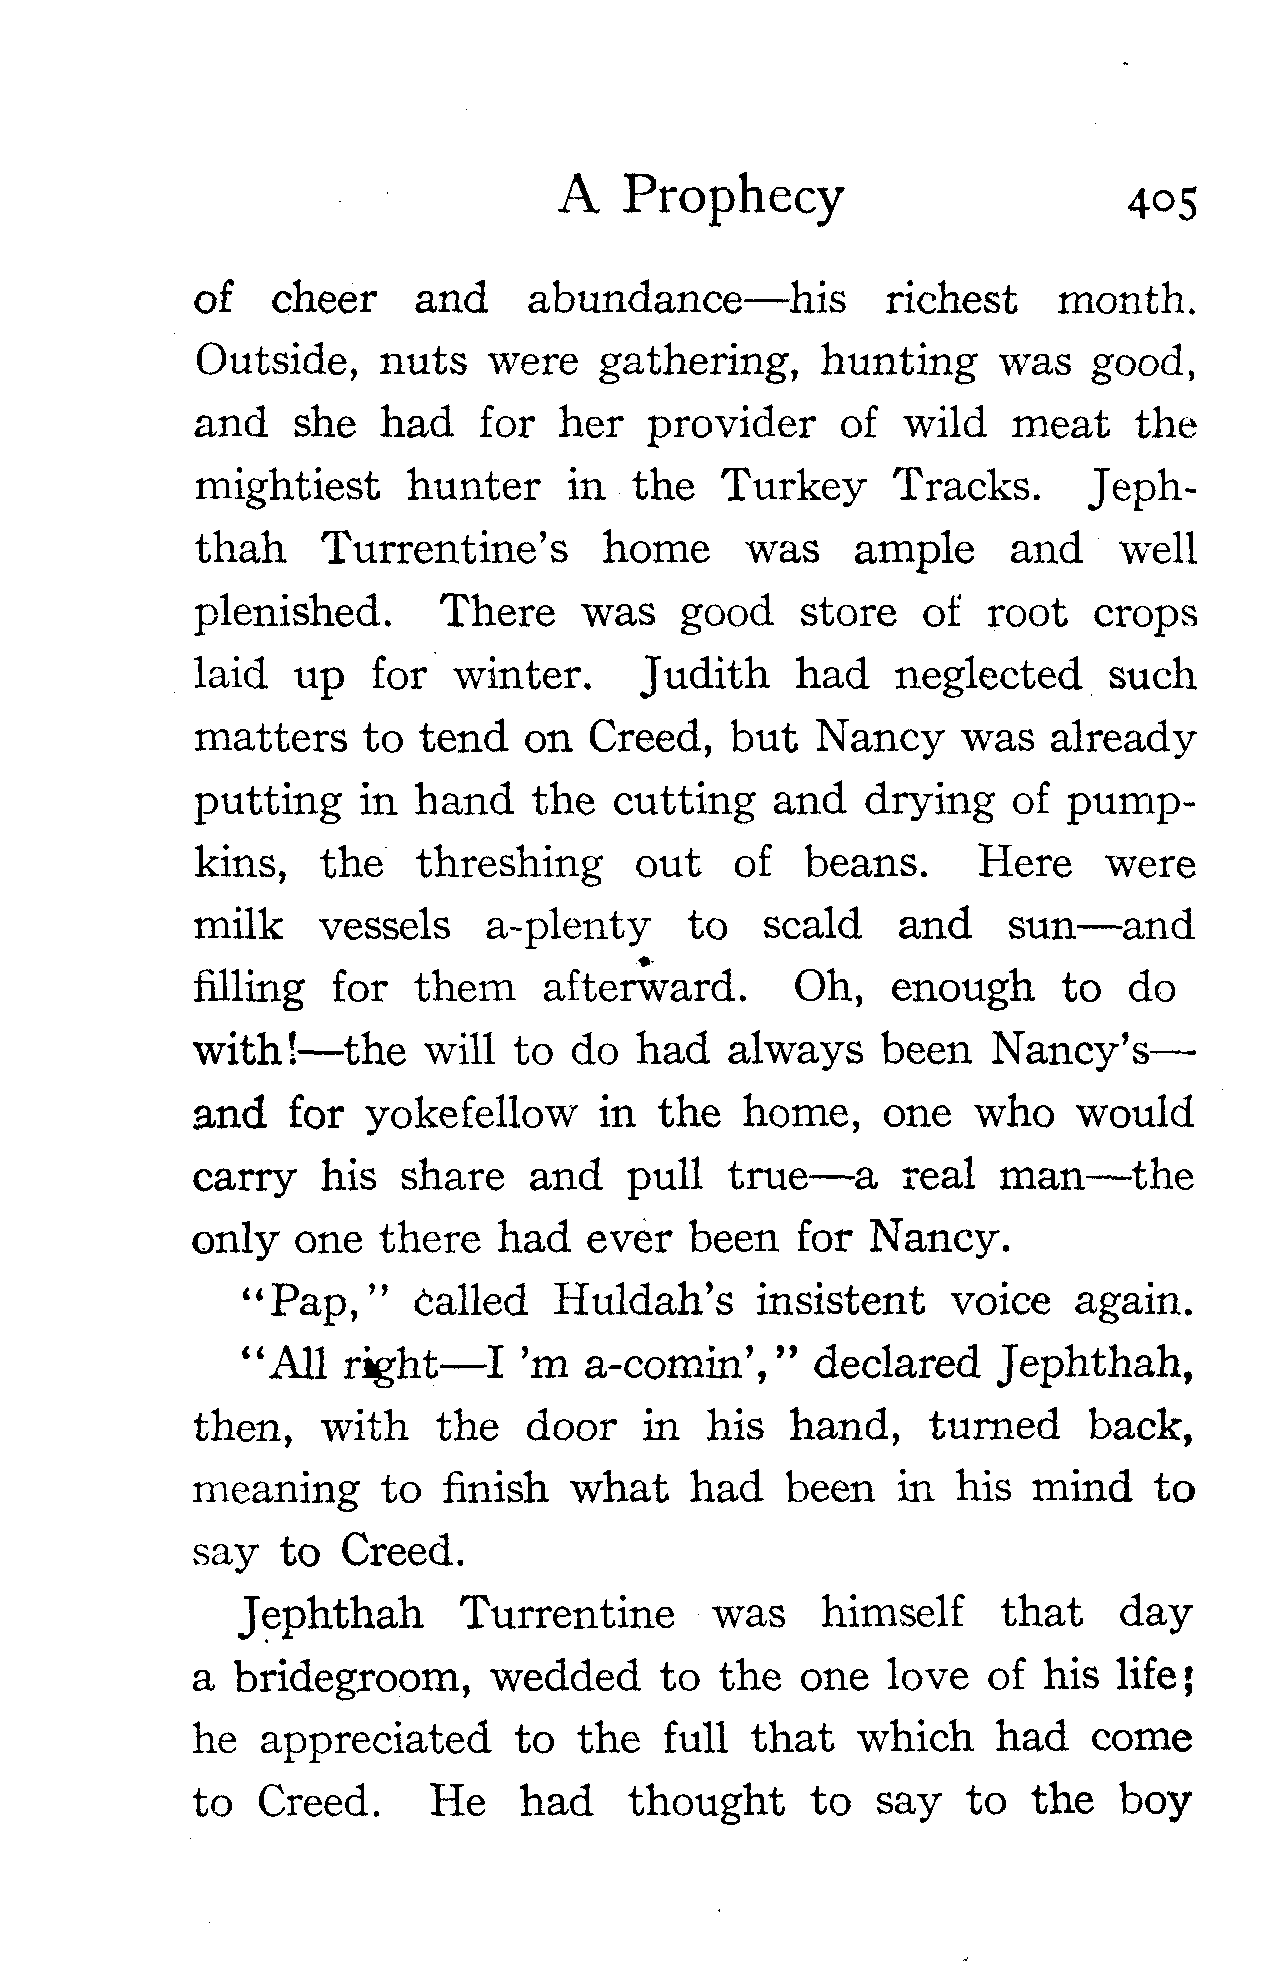 A Prophecy 405
of cheer and abundance—his richest month.
Outside, nuts were gathering, hunting was good,
and she had for her provider of wild meat the
mightiest hunter in the Turkey Tracks. Jeph-
thah Turrentine's home was ample and well
plenished. There was good store of root crops
laid up for winter. Judith had neglected such
matters to tend on Creed, but Nancy was already
putting in hand the cutting and drying of pump-
kins, the threshing out of beans. Here were
milk vessels a-plenty to scald and sun—and
filling for them afterward. Oh, enough to do
with!—the will to do had always been Nancy's—
and for yokefellow in the home, one who would
carry his share and pull true—a real man—the
only one there had ever been for Nancy.
"Pap," called Huldah's insistent voice again.
"All right—I 'm a-comin'," declared Jephthah,
then, with the door in his hand, turned back,
meaning to finish what had been in his mind to
say to Creed.
Jephthah Turrentine was himself that day
a bridegroom, wedded to the one love of his life;
he appreciated to the full that which had come
to Creed. He had thought to say to the boy